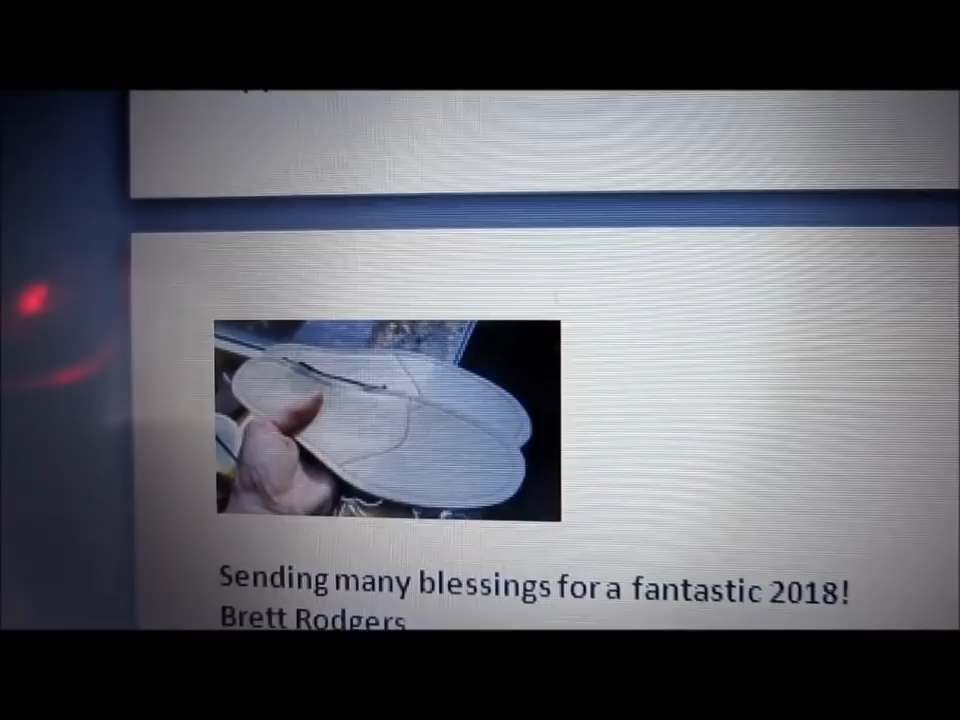 Sending many blessings for a fantastic 2018!
Brett Rodgers